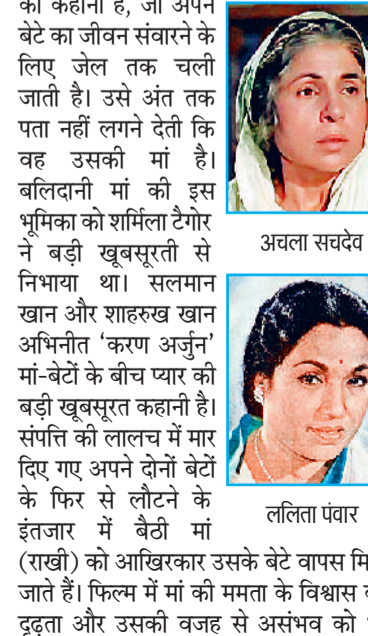 की कहानी है, जो अपने
बेटे का जीवन संवारने के
लिए जेल तक चली
जाती है। उसे अंत तक
पता नहीं लगने देती कि
वह उसकी मां है।
बलिदानी मां की इस
भूमिका को शर्मिला टैगोर
ने बड़ी खूबसूरती से
निभाया था। सलमान
खान और शाहरुख खान
अभिनीत ‘करण अर्जुन’
मां-बेटों के बीच प्यार की
बड़ी खूबसूरत कहानी है।
संपत्ति की लालच में मार
दिए गए अपने दोनों बेटों
के फिर से लौटने के
इंतजार में बैठी मां
(राखी) को आखिरकार उसके बेटे वापस
जाते हैं। फिल्म में मां की ममता के विश्वास
दृढ़ता और उसकी वजह से असंभव को
अचला सचदेव
ललिता पंवार